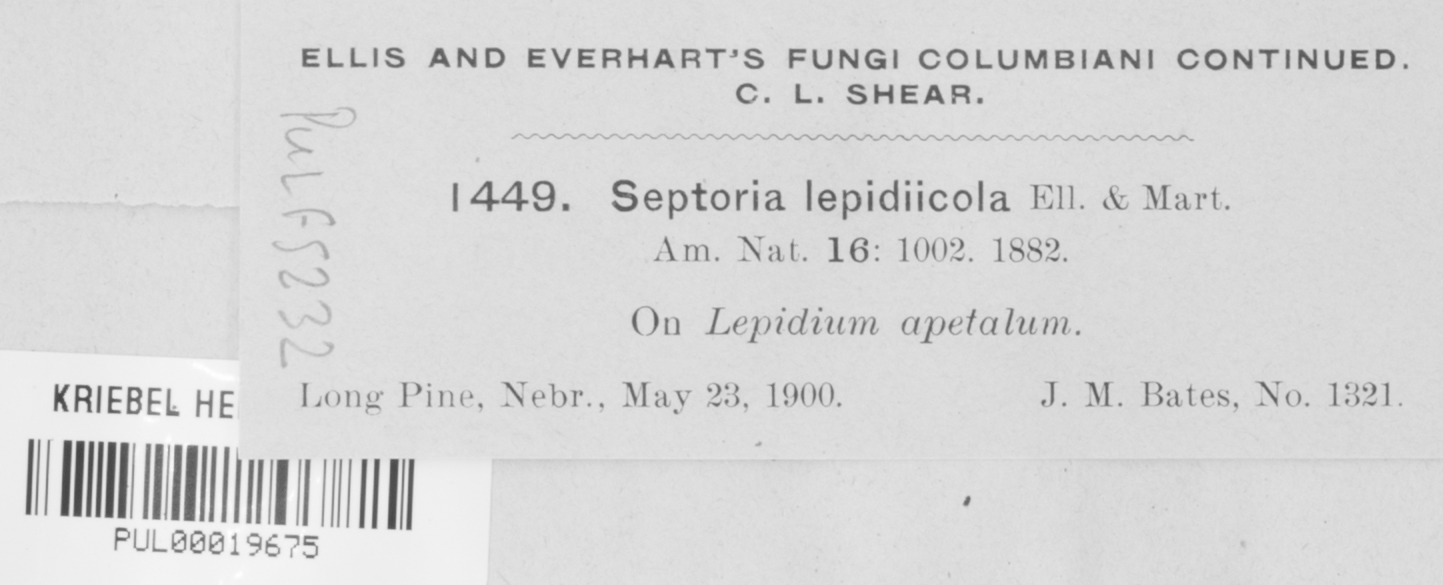 ELLIS AND EVERHART'S FUNGI COLUMBIANI CONTINUED.
C. L. SHEAR.
1449. Septoria lepidiicola Ell. & Mart.
Am. Nat. 16: 1002. 1882.
On Lepidium apetalum.
Long Pine, Nebr., May 23, 1900. J. M. Bates, No. 1321.
PUL F5232
KRIEBEL HE
PUL00019675